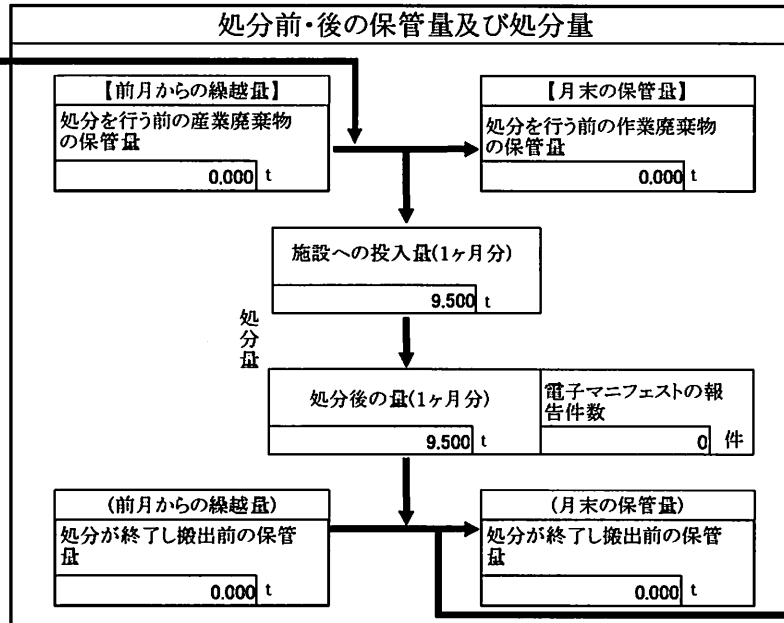 処分前・後の保管量及び処分量
【前月からの繰越量】
処分を行う前の産業廃棄物
の保管量
0.000 t
【月末の保管量】
処分を行う前の作業廃棄物
の保管量
0.000 t
施設への投入量(1ヶ月分)
9.500 t
処分量
処分後の量(1ヶ月分)
9.500 t
電子マニフェストの報
告件数
0 件
(前月からの繰越量)
処分が終了し搬出前の保管
量
0.000 t
(月末の保管量)
処分が終了し搬出前の保管
量
0.000 t